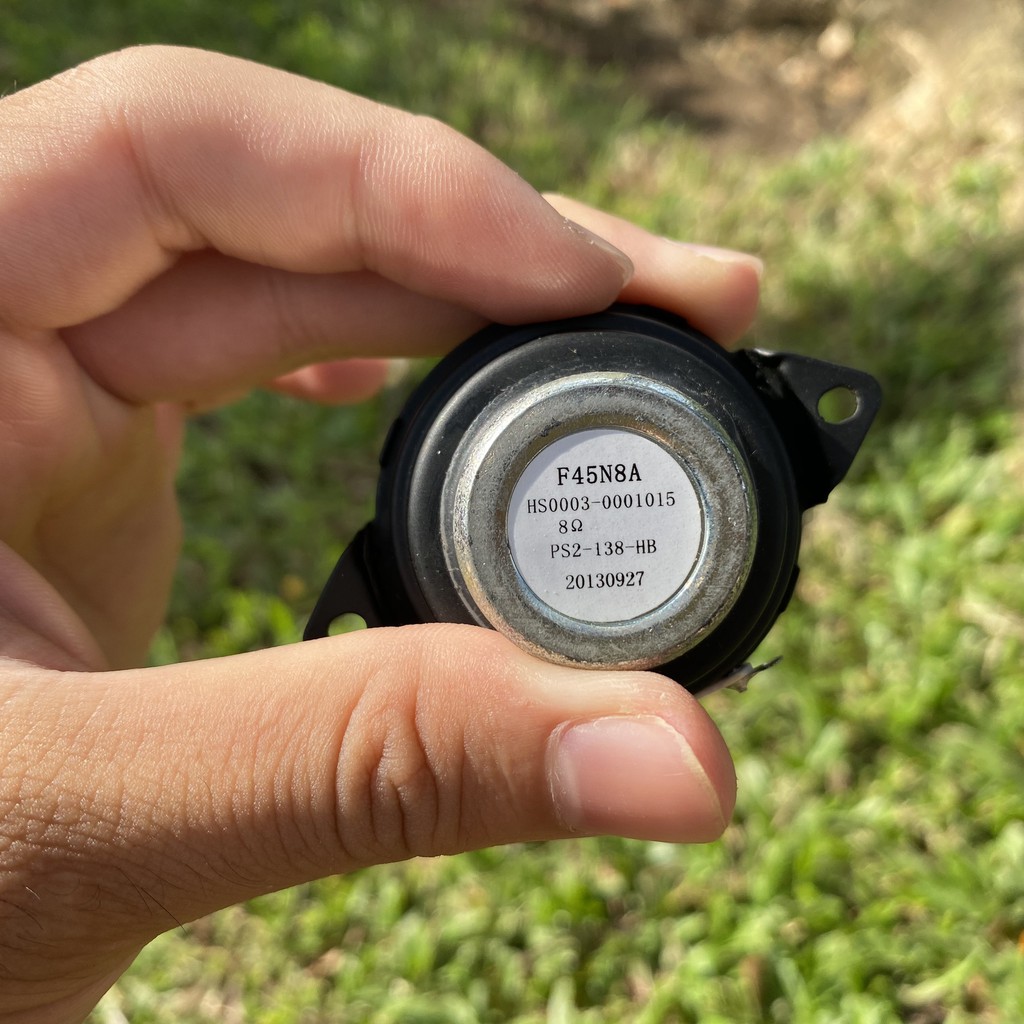 F45N8A
HS0003-0001015
8Ω
PS2-138-HB
20130927